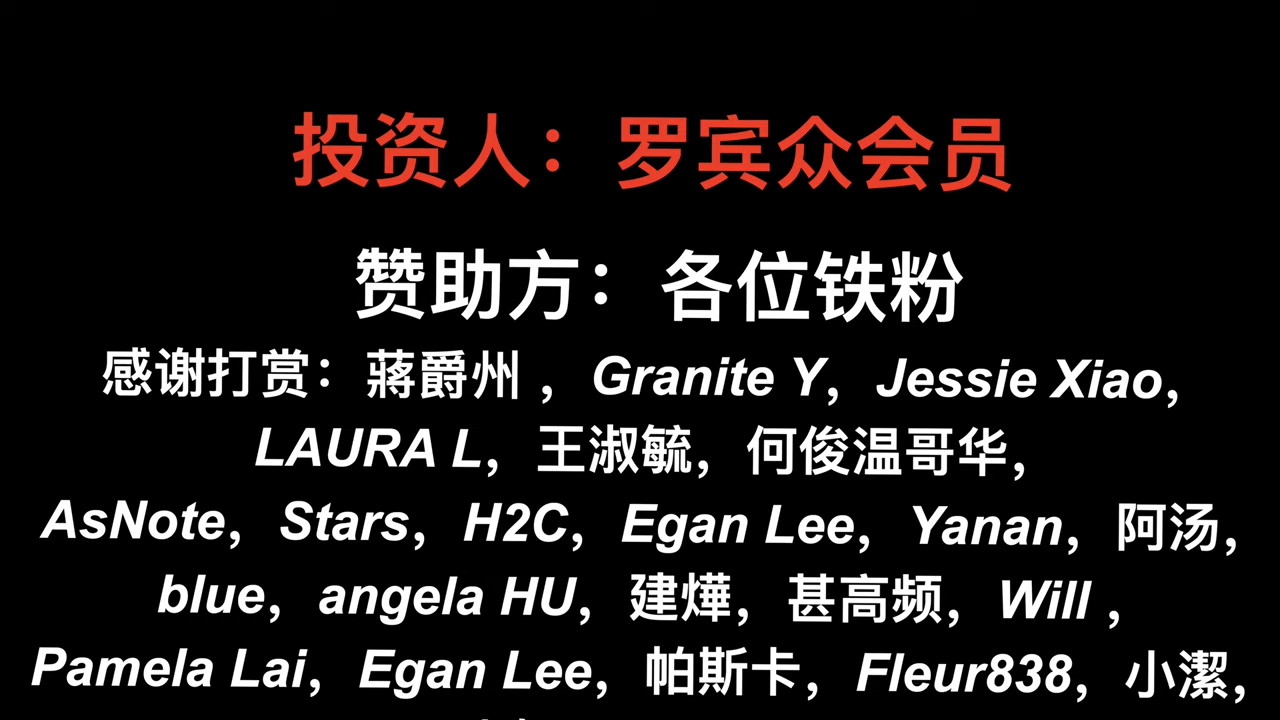 投资人：罗宾众会员
赞助方：各位铁粉
感谢打赏：蔣爵州 ，Granite Y，Jessie Xiao，
LAURA L，王淑毓，何俊温哥华，
AsNote，Stars，H2C，Egan Lee，Yanan，阿汤，
blue，angela HU，建燁，甚高频，Will ，
Pamela Lai，Egan Lee，帕斯卡，Fleur838，小潔，